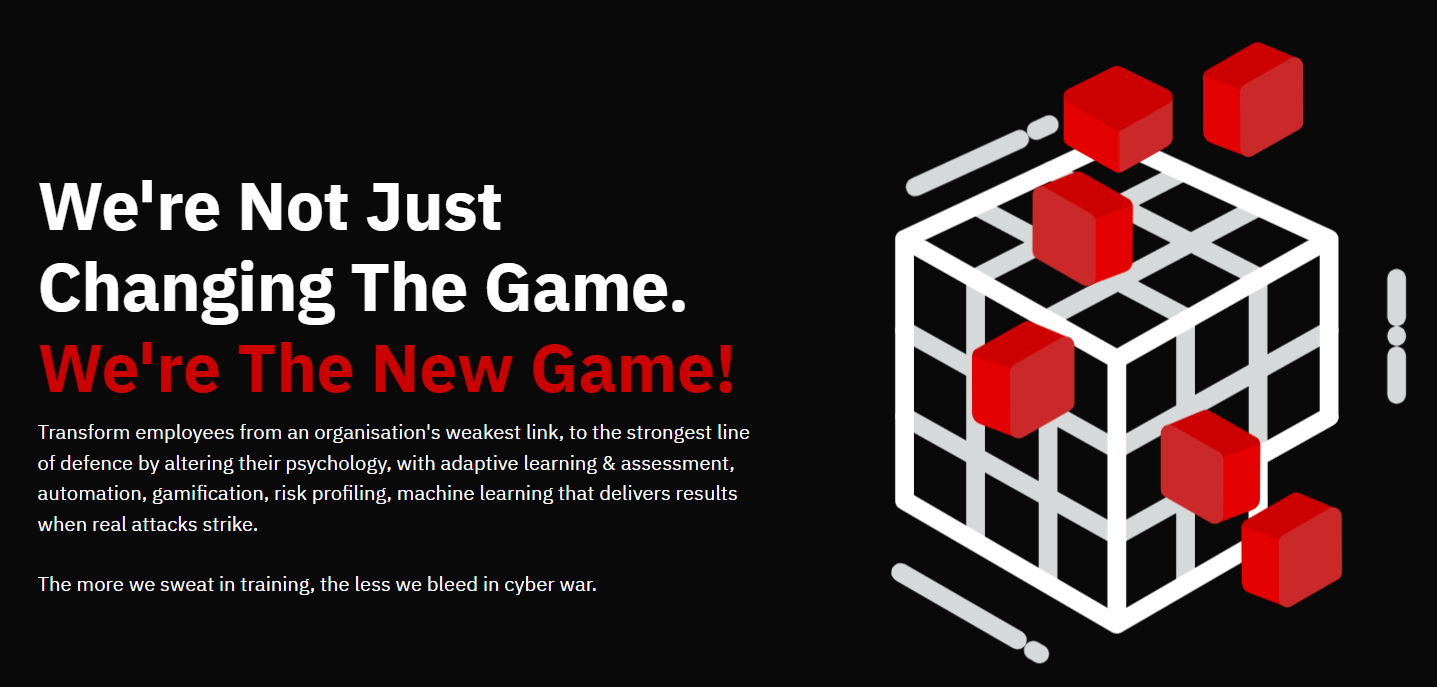 We're Not Just
Changing The Game.
We're The New Game!
Transform employees from an organisation's weakest link, to the strongest line
of defence by altering their psychology, with adaptive learning & assessment,
automation, gamification, risk profiling, machine learning that delivers results
when real attacks strike.
The more we sweat in training, the less we bleed in cyber war.